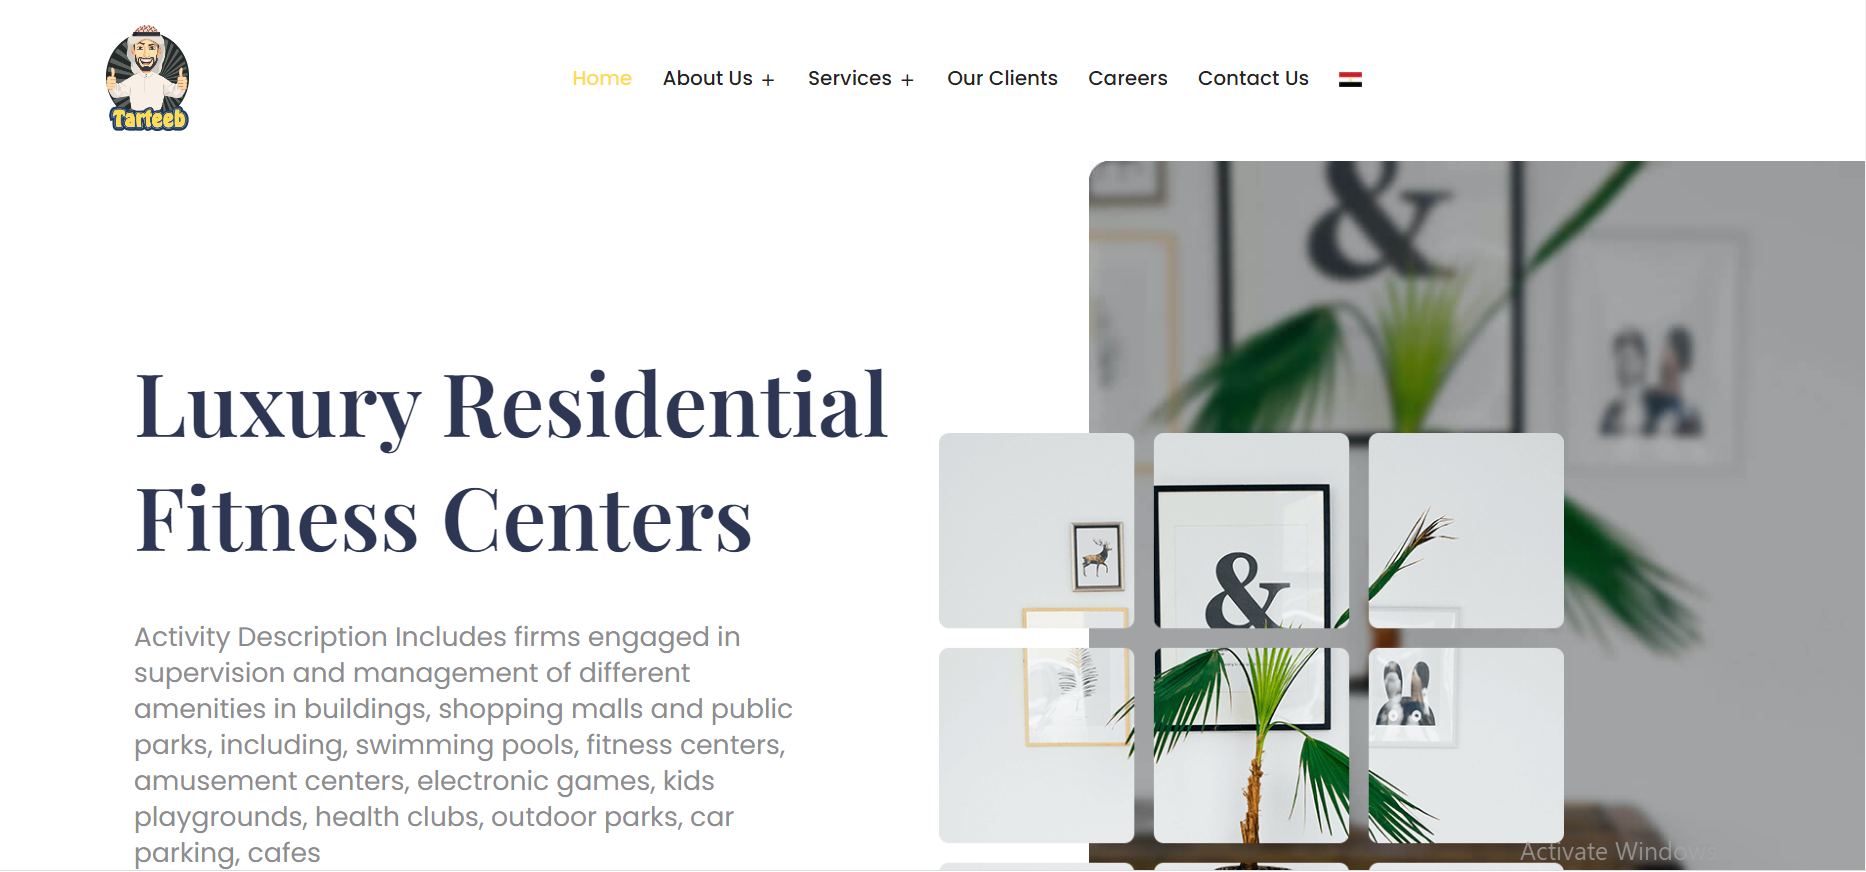 Tarteeb
Home
About Us +
Services +
Our Clients
Careers
Contact Us
Luxury Residential
Fitness Centers
Activity Description Includes firms engaged in
supervision and management of different
amenities in buildings, shopping malls and public
parks, including, swimming pools, fitness centers,
amusement centers, electronic games, kids
playgrounds, health clubs, outdoor parks, car
parking, cafes
&
&
Activate Windows